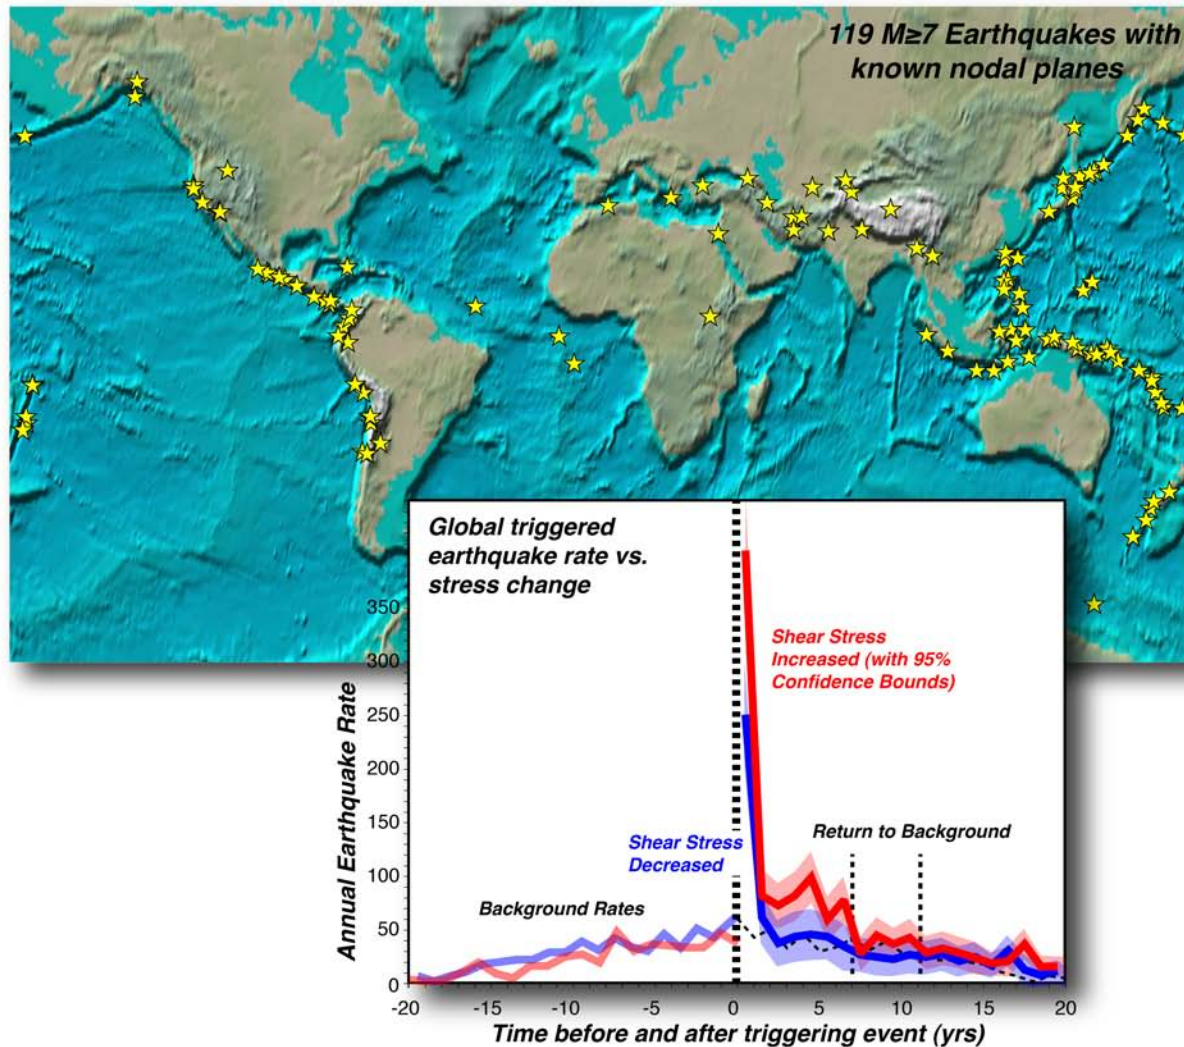 119 M≥7 Earthquakes with
known nodal planes
Global triggered
earthquake rate vs.
stress change
Shear Stress
Increased (with 95%
Confidence Bounds)
Shear Stress
Decreased
Return to Background
Background Rates
Annual Earthquake Rate
350
300
250
200
150
100
50
0
-20
-15
-10
-5
0
5
10
15
20
Time before and after triggering event (yrs)